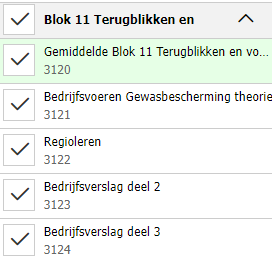 Blok 11 Terugblikken en
Gemiddelde Blok 11 Terugblikken en vo...
3120
Bedrijfsvoeren Gewasbescherming theorie
3121
Regioleren
3122
Bedrijfsverslag deel 2
3123
Bedrijfsverslag deel 3
3124